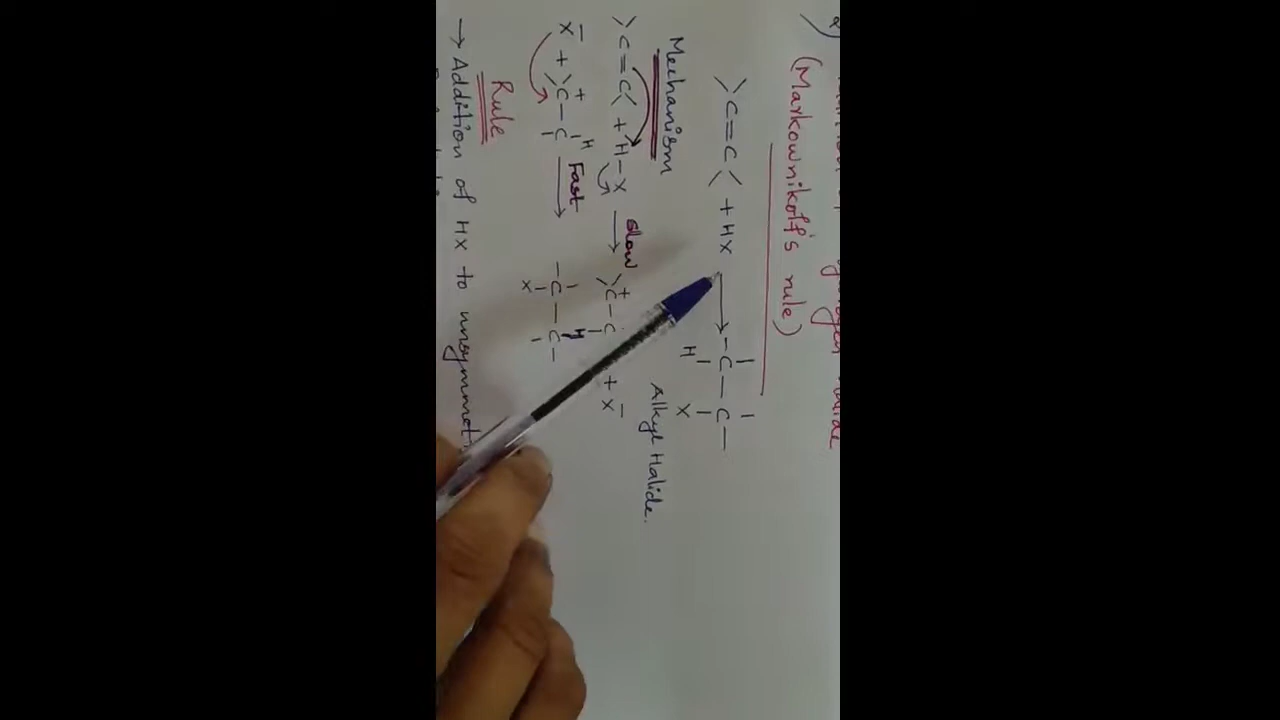 (Markownikoff's rule)
>C=C< + HX → -C-C-
H X
Alkyl Halide.
Mechanism
>C=C< + H-X slow → >C+-C + X-
X- + >C+-C- H Fast → -C-C-
X H
Rule
→ Addition of HX to